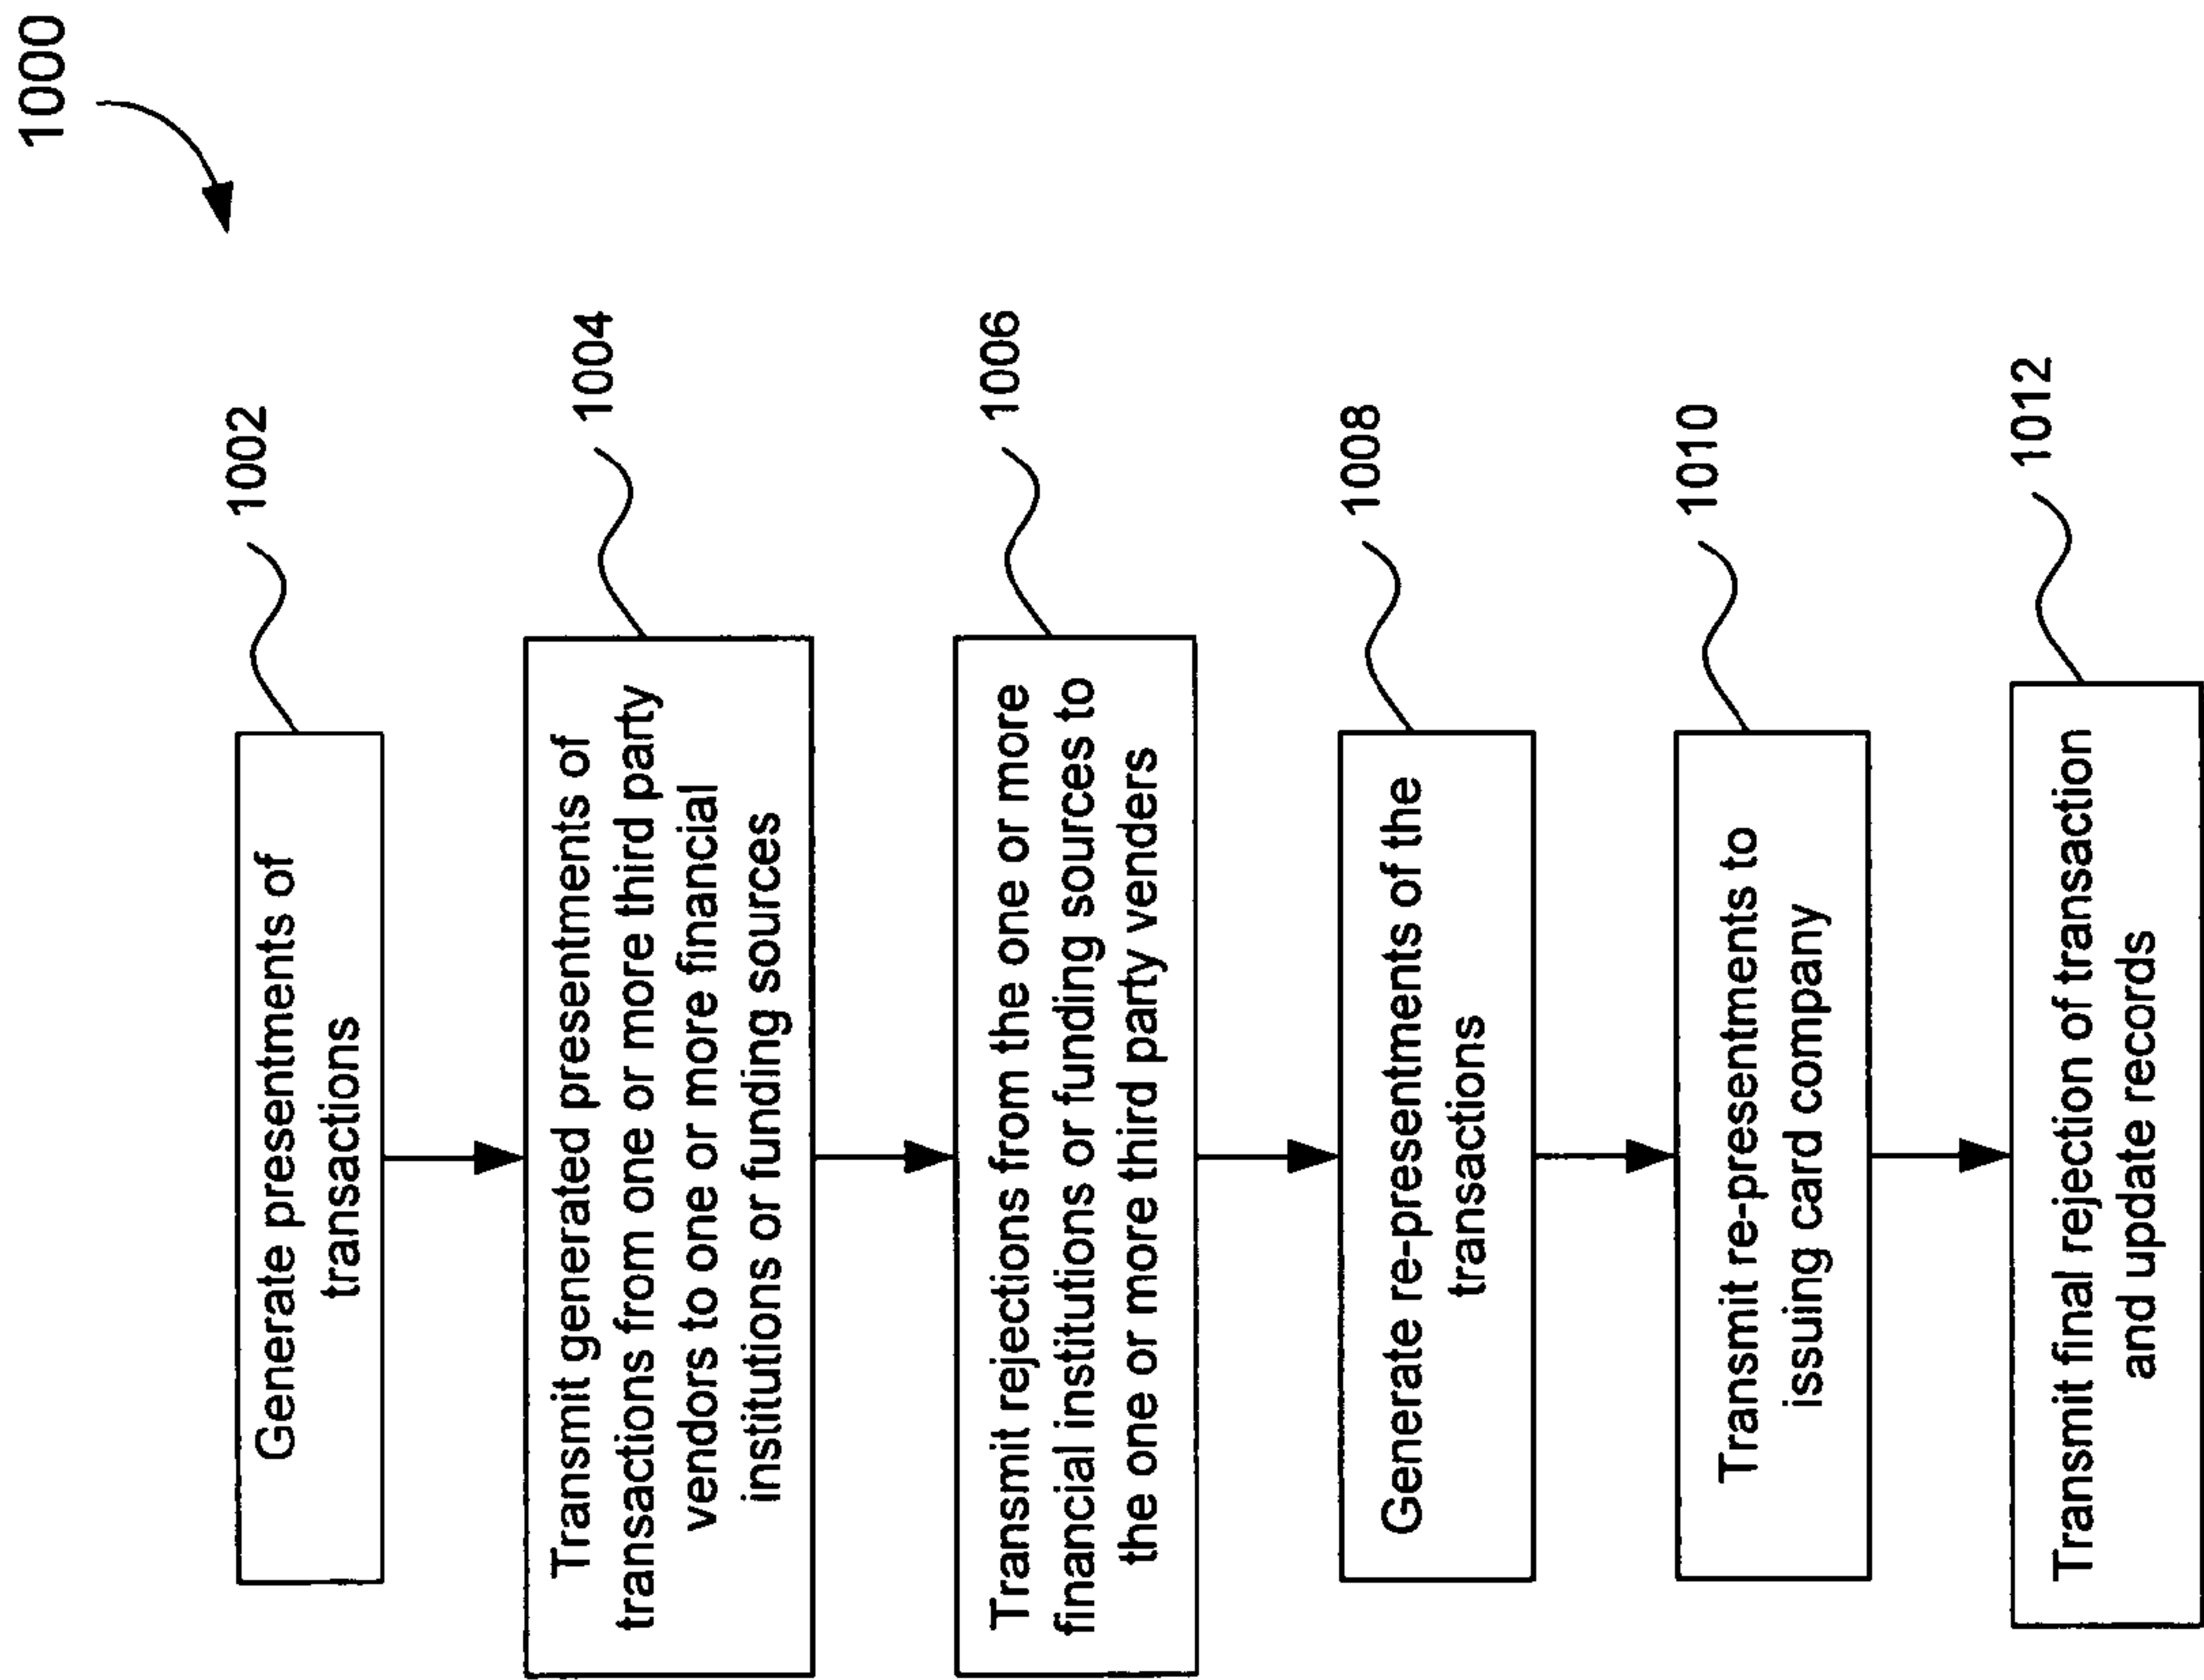 1000
1002
Generate presentments of
transactions
1004
Transmit generated presentments of
transactions from one or more third party
vendors to one or more financial
institutions or funding sources
1006
Transmit rejections from the one or more
financial institutions or funding sources to
the one or more third party venders
1008
Generate re-presentments of the
transactions
1010
Transmit re-presentments to
issuing card company
1012
Transmit final rejection of transaction
and update records